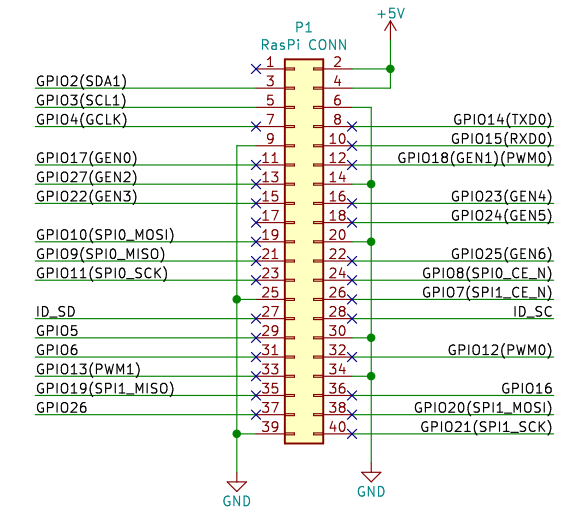 +5V
P1
RasPi CONN
1 2
GPIO2(SDA1) 3 4
GPIO3(SCL1) 5 6
GPIO4(GCLK) 7 8 GPIO14(TXD0)
9 10 GPIO15(RXD0)
GPIO17(GEN0) 11 12 GPIO18(GEN1)(PWM0)
GPIO27(GEN2) 13 14
GPIO22(GEN3) 15 16 GPIO23(GEN4)
17 18 GPIO24(GEN5)
GPIO10(SPI0_MOSI) 19 20
GPIO9(SPI0_MISO) 21 22 GPIO25(GEN6)
GPIO11(SPI0_SCK) 23 24 GPIO8(SPI0_CE_N)
25 26 GPIO7(SPI1_CE_N)
ID_SD 27 28 ID_SC
GPIO5 29 30
GPIO6 31 32 GPIO12(PWM0)
GPIO13(PWM1) 33 34
GPIO19(SPI1_MISO) 35 36 GPIO16
GPIO26 37 38 GPIO20(SPI1_MOSI)
39 40 GPIO21(SPI1_SCK)
GND GND